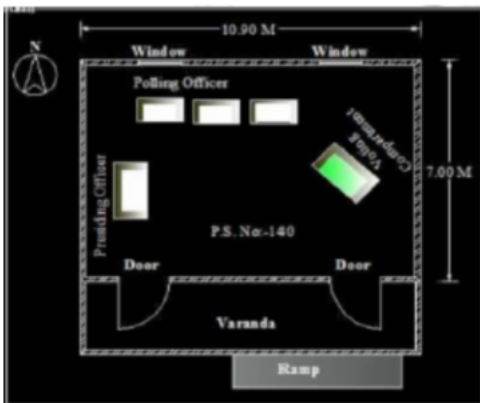 N
10.90 M
Window
Window
Polling Officer
Voting
Compartment
Presiding Officer
7.00 M
P.S. No:-140
Door
Door
Varanda
Ramp